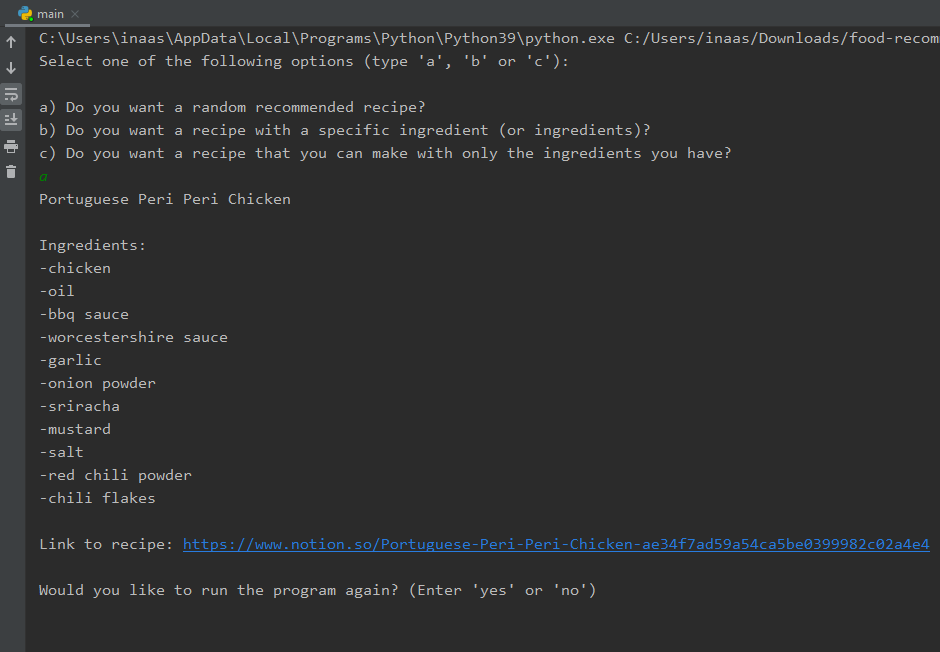 main
C:\Users\inaas\AppData\Local\Programs\Python\Python39\python.exe C:/Users/inaas/Downloads/food-recom
Select one of the following options (type 'a', 'b' or 'c'):
a) Do you want a random recommended recipe?
b) Do you want a recipe with a specific ingredient (or ingredients)?
c) Do you want a recipe that you can make with only the ingredients you have?
a
Portuguese Peri Peri Chicken
Ingredients:
-chicken
-oil
-bbq sauce
-worcestershire sauce
-garlic
-onion powder
-sriracha
-mustard
-salt
-red chili powder
-chili flakes
Link to recipe: https://www.notion.so/Portuguese-Peri-Peri-Chicken-ae34f7ad59a54ca5be0399982c02a4e4
Would you like to run the program again? (Enter 'yes' or 'no')